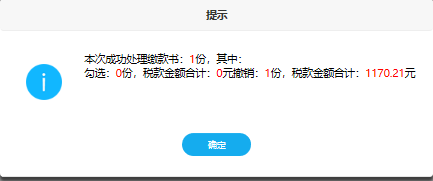 提示
本次成功处理缴款书：1份，其中：
勾选：0份，税款金额合计：0元撤销：1份，税款金额合计：1170.21元
确定